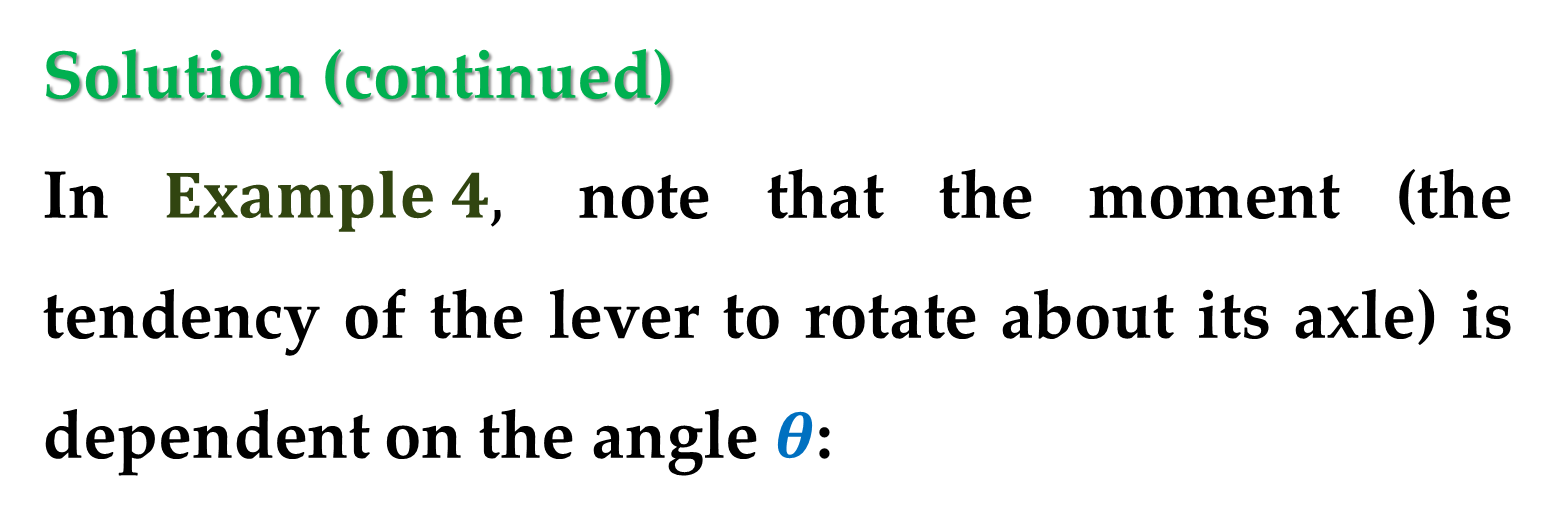 Solution (continued)
In Example 4, note that the moment (the
tendency of the lever to rotate about its axle) is
dependent on the angle θ: